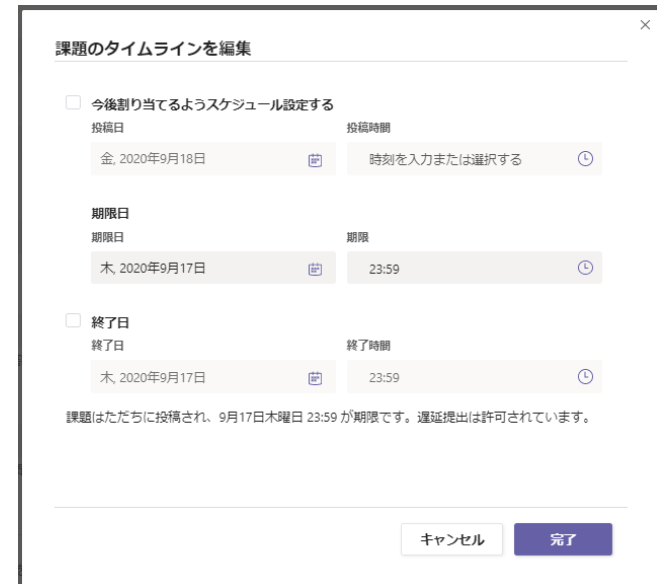 課題のタイムラインを編集
今後割り当てるようスケジュール設定する
投稿日 投稿時間
金, 2020年9月18日 時刻を入力または選択する
期限日
期限日 期限
木, 2020年9月17日 23:59
終了日
終了日 終了時間
木, 2020年9月17日 23:59
課題はただちに投稿され、9月17日木曜日 23:59 が期限です。遅延提出は許可されています。
キャンセル 完了